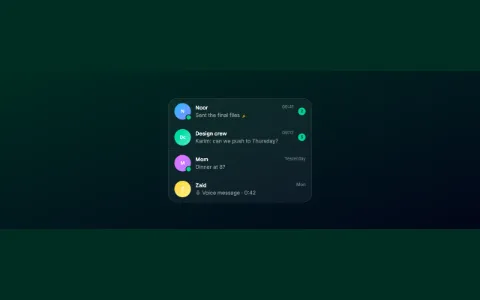 Noor
Sent the final files
Dc
Design crew
Karim: can we push to Thursday?
M
Mom
Yesterday
Dinner at 8?
Zaid
Mon
Voice message · 0:42